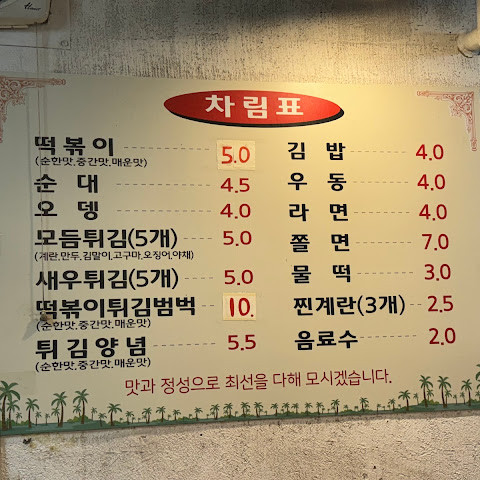 차림표
떡볶이 5.0
(순한맛,중간맛,매운맛)
순대 4.5
오뎅 4.0
모듬튀김(5개) 5.0
(계란,만두,김말이,고구마,오징어,야채)
새우튀김(5개) 5.0
떡볶이튀김범벅 10.
(순한맛,중간맛,매운맛)
튀김양념 5.5
(순한맛,중간맛,매운맛)
김밥 4.0
우동 4.0
라면 4.0
쫄면 7.0
물떡 3.0
찐계란(3개) 2.5
음료수 2.0
맛과 정성으로 최선을 다해 모시겠습니다.